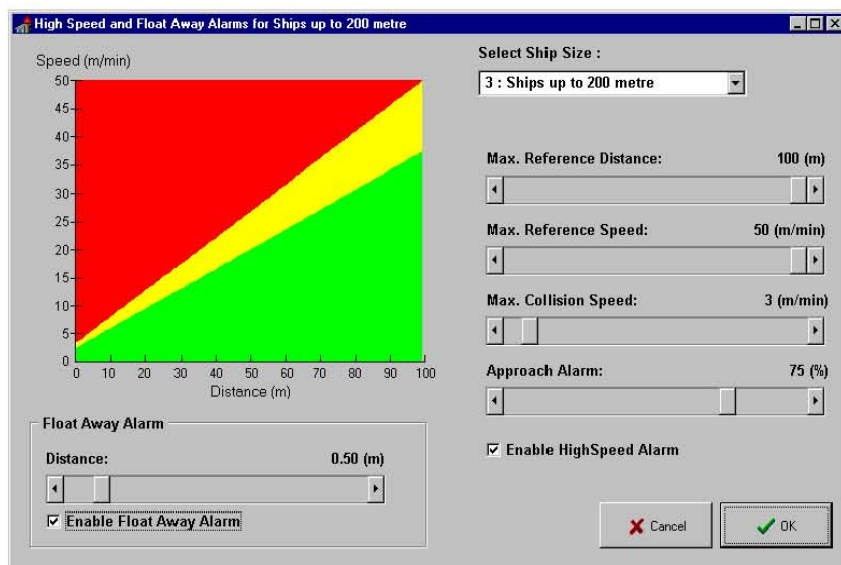 High Speed and Float Away Alarms for Ships up to 200 metre
Speed (m/min)
50
45
40
35
30
25
20
15
10
5
0
0 10 20 30 40 50 60 70 80 90 100
Distance (m)
Float Away Alarm
Distance: 0.50 (m)
Enable Float Away Alarm
Select Ship Size :
3 : Ships up to 200 metre
Max. Reference Distance: 100 (m)
Max. Reference Speed: 50 (m/min)
Max. Collision Speed: 3 (m/min)
Approach Alarm: 75 (%)
Enable HighSpeed Alarm
Cancel
OK